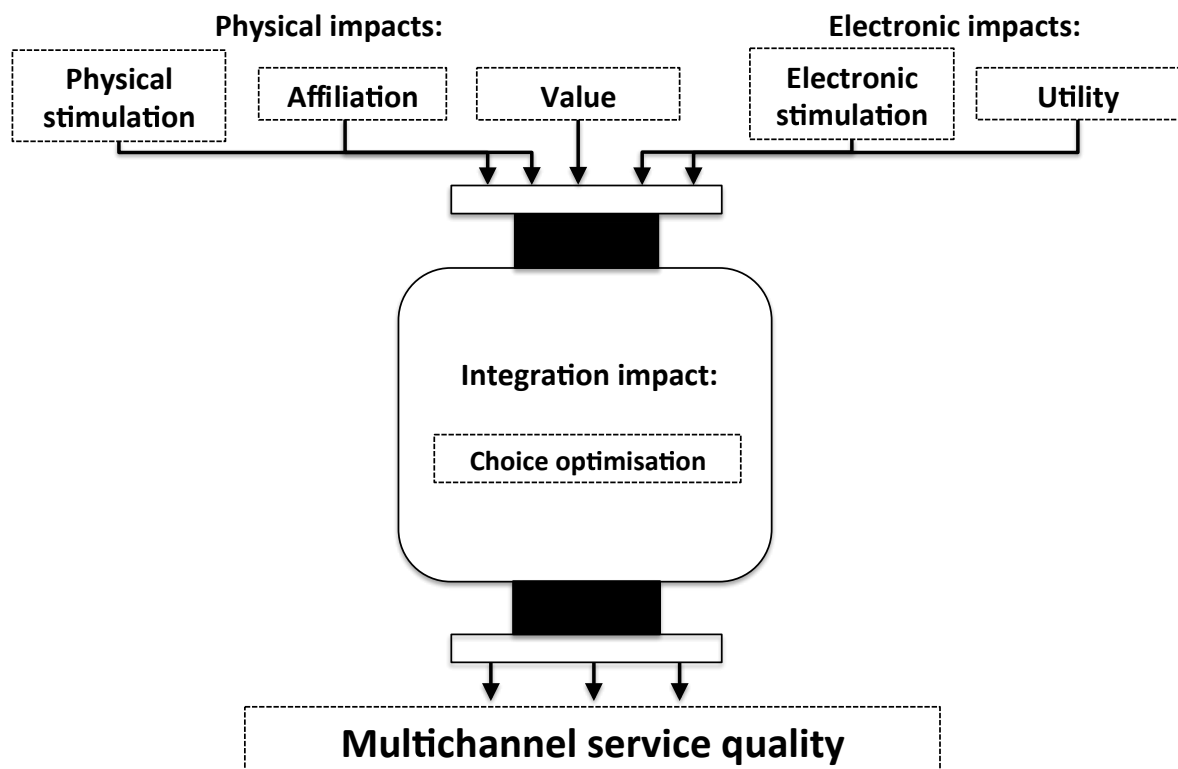 Physical impacts:
Electronic impacts:
Physical
stimulation
Affiliation
Value
Electronic
stimulation
Utility
Integration impact:
Choice optimisation
Multichannel service quality